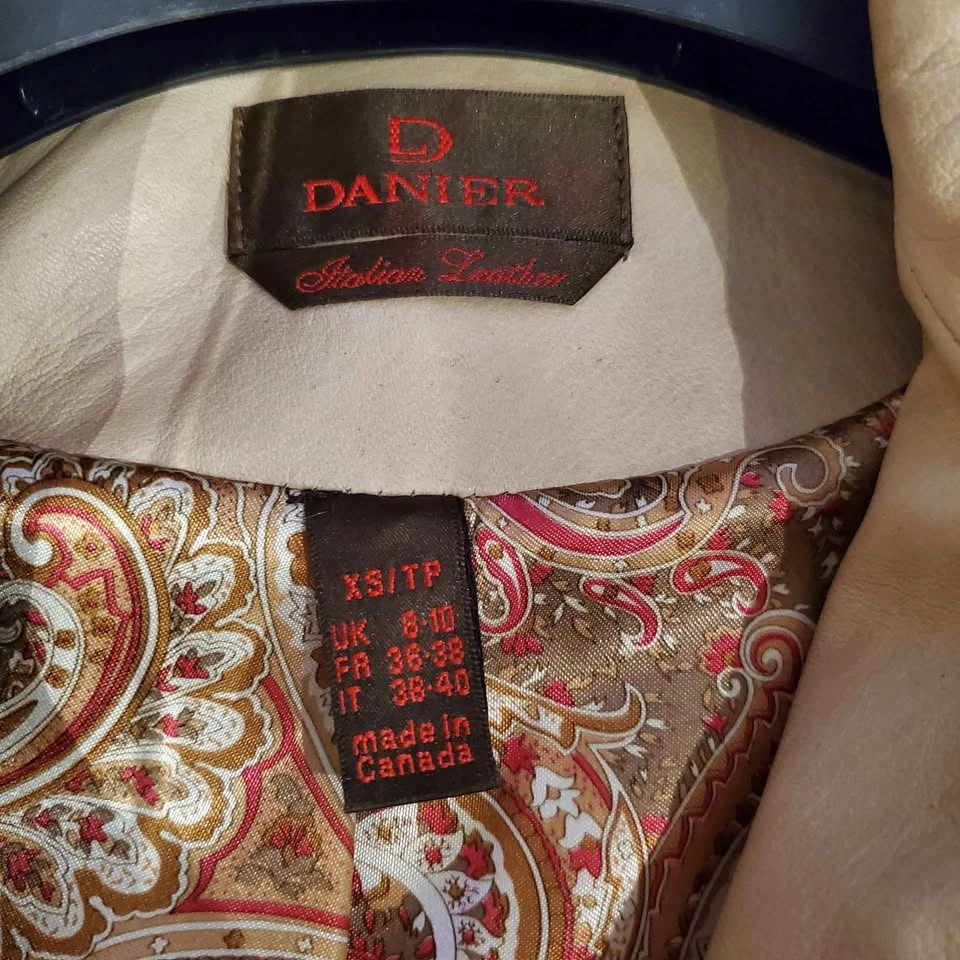 D
DANIER
Italian Leather
XS/TP
UK 8-10
FR 36-38
IT 38-40
made in
Canada